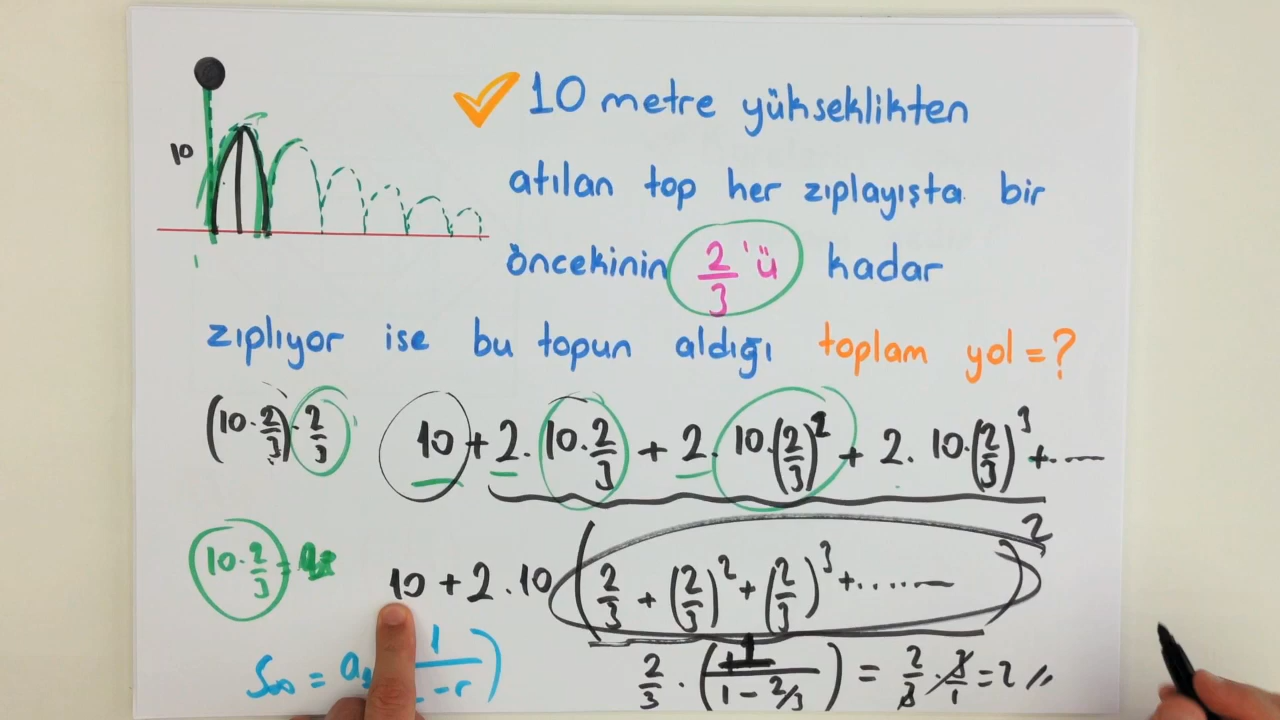 10
✓ 10 metre yükseklikten
atılan top her zıplayışta bir
öncekinin 2/3 'ü kadar
zıplıyor ise bu topun aldığı toplam yol = ?
(10·2/3)·2/3
10 + 2. 10·2/3 + 2. 10·(2/3)² + 2. 10·(2/3)³ + .....
10·2/3 =
10 + 2.10 (2/3 + (2/3)² + (2/3)³ + .......) 2
S∞ =
2/3 · (1/(1 - 2/3)) = 2/3 · 3/1 = 2 //